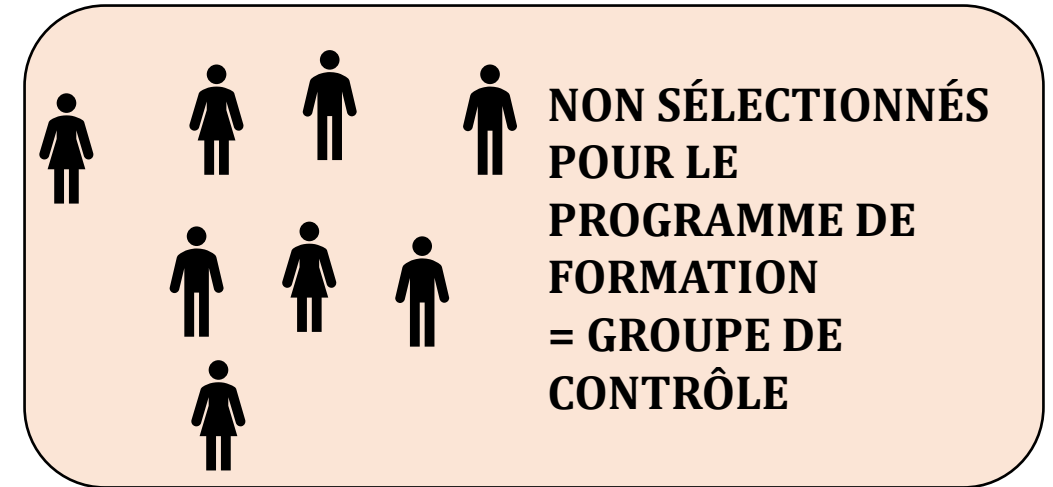 NON SÉLECTIONNÉS
POUR LE
PROGRAMME DE
FORMATION
= GROUPE DE
CONTRÔLE